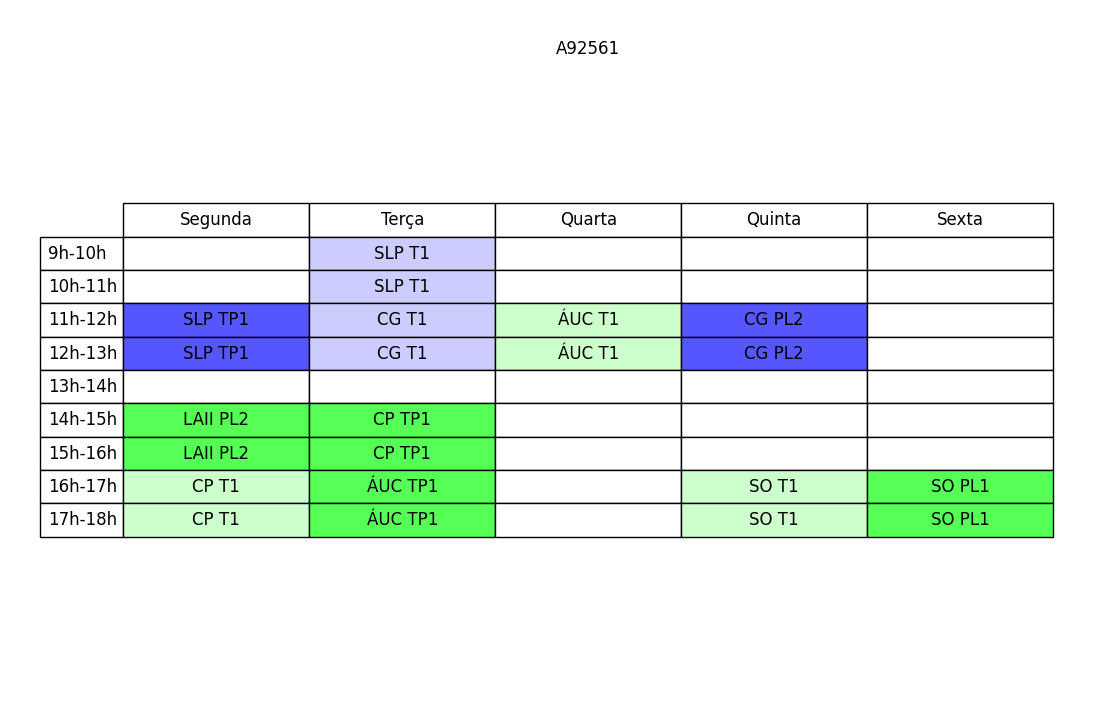 A92561
Segunda Terça Quarta Quinta Sexta
9h-10h SLP T1
10h-11h SLP T1
11h-12h SLP TP1 CG T1 ÁUC T1 CG PL2
12h-13h SLP TP1 CG T1 ÁUC T1 CG PL2
13h-14h
14h-15h LAII PL2 CP TP1
15h-16h LAII PL2 CP TP1
16h-17h CP T1 ÁUC TP1 SO T1 SO PL1
17h-18h CP T1 ÁUC TP1 SO T1 SO PL1